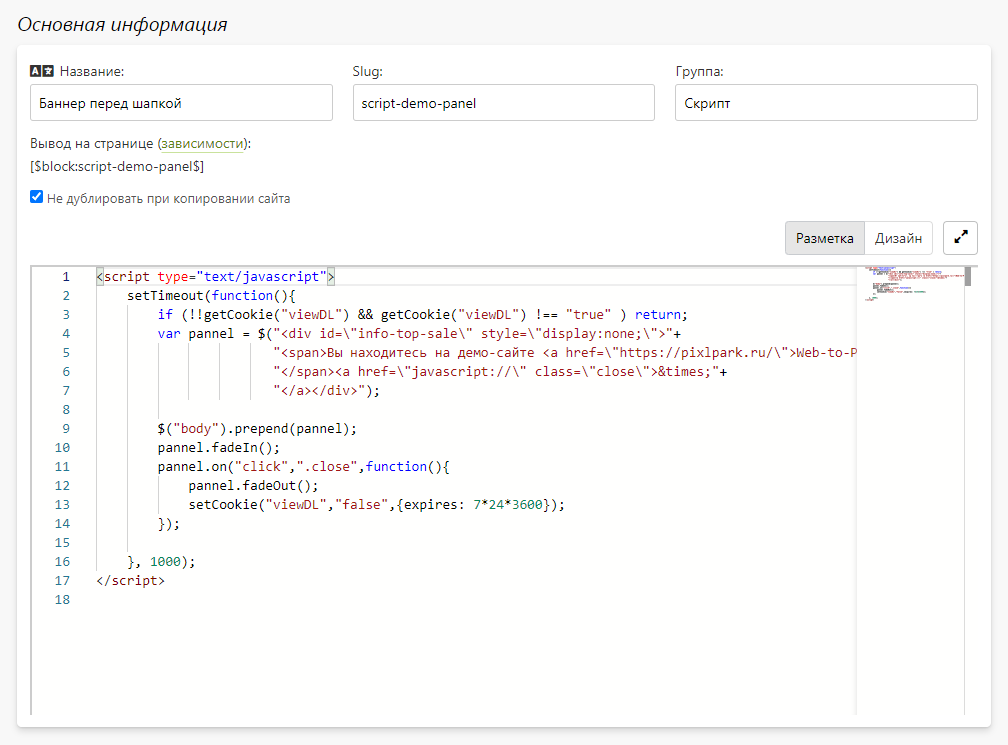 Основная информация
Название:
Slug:
Группа:
Баннер перед шапкой
script-demo-panel
Скрипт
Вывод на странице (зависимости):
[$block:script-demo-panel$]
Не дублировать при копировании сайта
Разметка
Дизайн
1 <script type="text/javascript">
2 setTimeout(function(){
3 if (!!getCookie("viewDL") && getCookie("viewDL") !== "true" ) return;
4 var pannel = $("<div id=\"info-top-sale\" style=\"display:none;\">"+
5 "<span>Вы находитесь на демо-сайте <a href=\"https://pixlpark.ru/\">Web-to-P
6 "</span><a href=\"javascript://\" class=\"close\">&times;"+
7 "</a></div>");
8
9 $("body").prepend(pannel);
10 pannel.fadeIn();
11 pannel.on("click",".close",function(){
12 pannel.fadeOut();
13 setCookie("viewDL","false",{expires: 7*24*3600});
14 });
15
16 }, 1000);
17 </script>
18